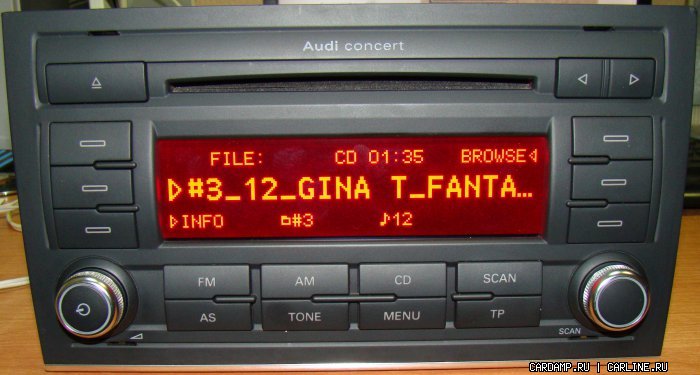 Audi concert
FILE: CD 01:35 BROWSE
#3_12_GINA T_FANTA...
INFO #3 12
FM AM CD SCAN
AS TONE MENU TP
SCAN
CARDAMP.RU | CARLINE.RU